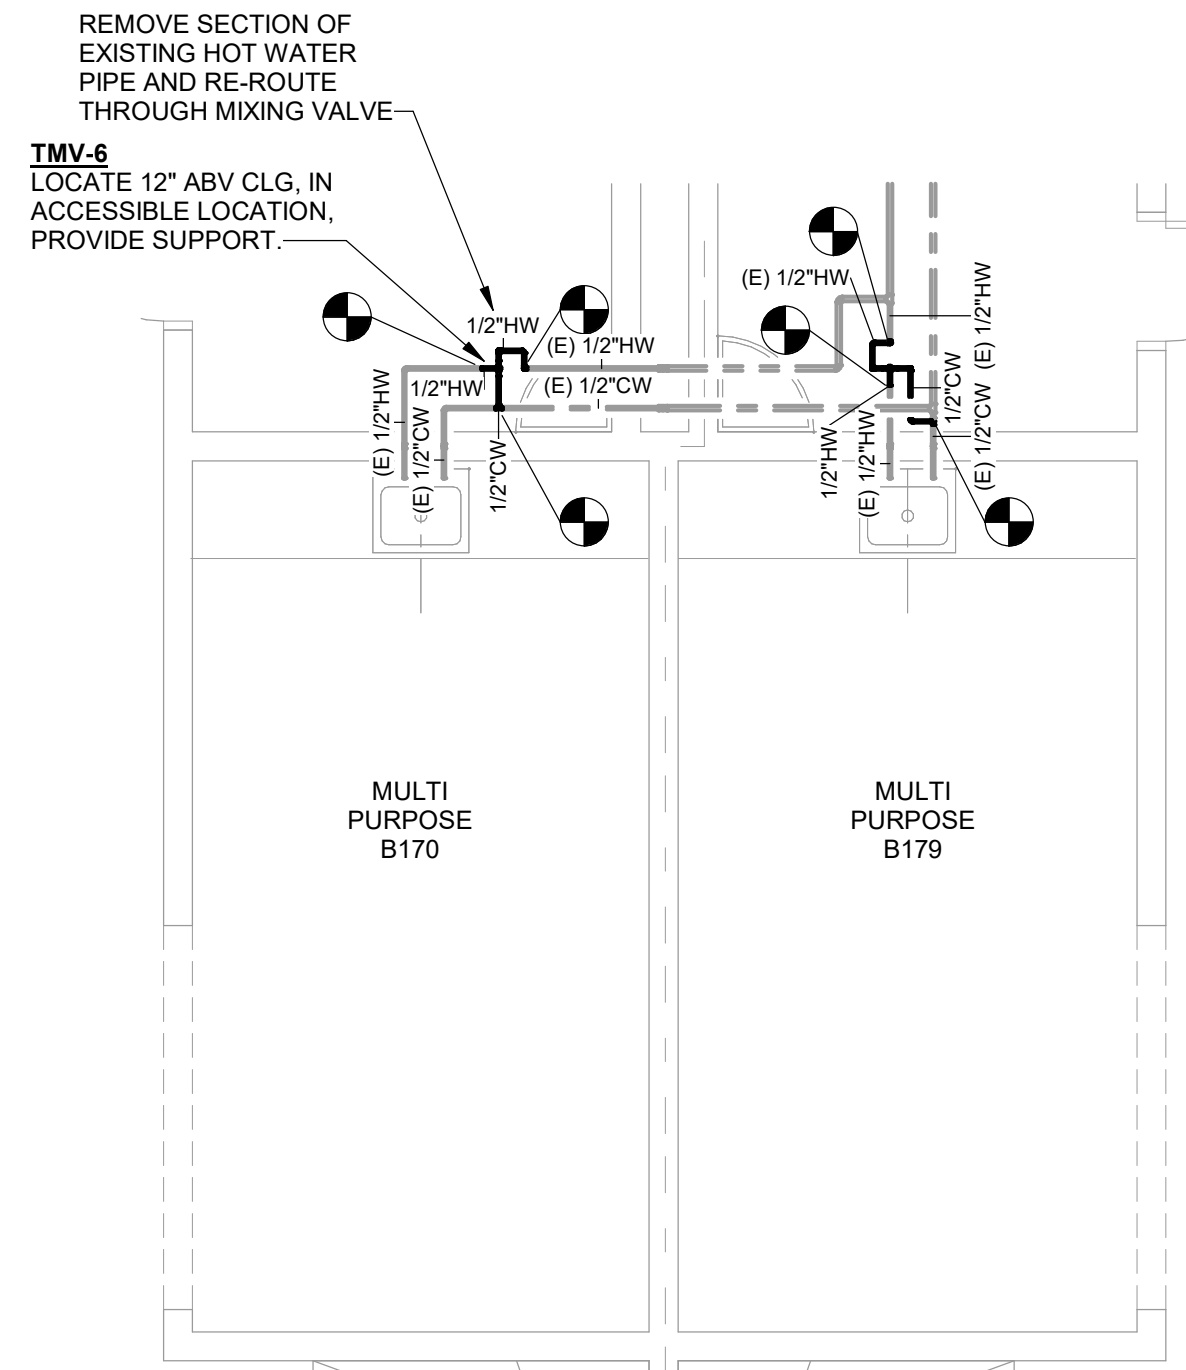 REMOVE SECTION OF
EXISTING HOT WATER
PIPE AND RE-ROUTE
THROUGH MIXING VALVE
TMV-6
LOCATE 12" ABV CLG, IN
ACCESSIBLE LOCATION,
PROVIDE SUPPORT.
1/2"HW
(E) 1/2"HW
(E) 1/2"CW
1/2"HW
(E) 1/2"HW
(E) 1/2"CW
1/2"CW
(E) 1/2"HW
(E) 1/2"HW
1/2"CW
(E) 1/2"CW
1/2"HW
(E) 1/2"HW
MULTI
PURPOSE
B170
MULTI
PURPOSE
B179